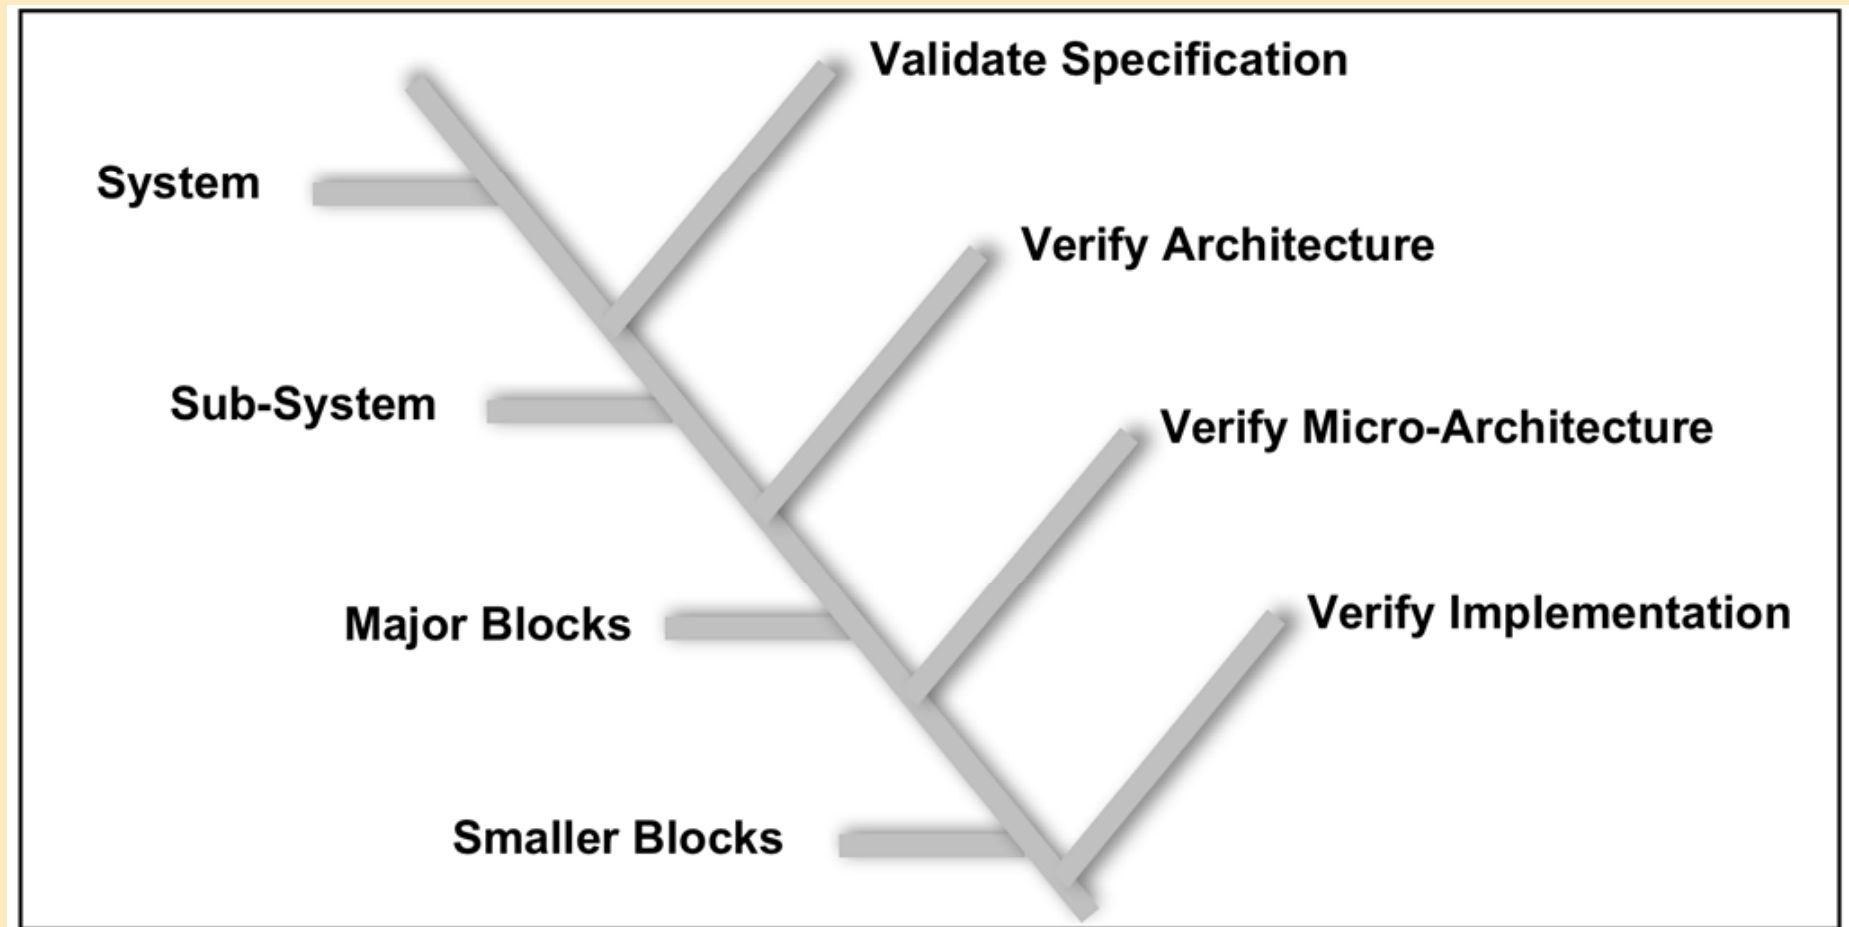 Validate Specification
System
Verify Architecture
Sub-System
Verify Micro-Architecture
Major Blocks
Verify Implementation
Smaller Blocks